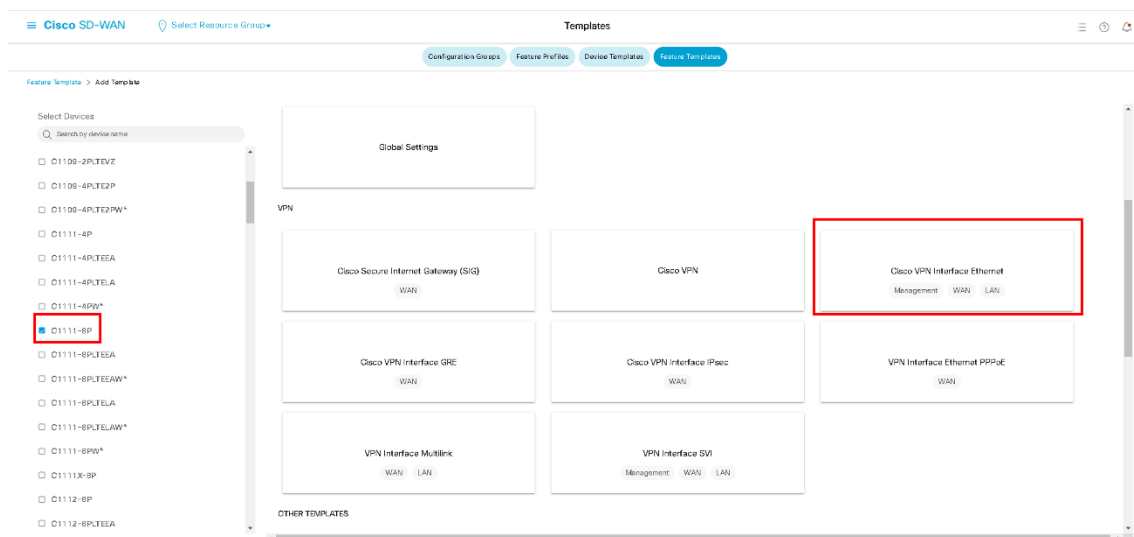 Cisco SD-WAN
Select Resource Group▾
Templates
Configuration Groups
Feature Profiles
Device Templates
Feature Templates
Feature Template > Add Template
Select Devices
Search by device name
C1109-2PLTEVZ
C1109-4PLTE2P
C1109-4PLTE2PW*
C1111-4P
C1111-4PLTEEA
C1111-4PLTELA
C1111-4PW*
C1111-8P
C1111-8PLTEEA
C1111-8PLTEEAW*
C1111-8PLTELA
C1111-8PLTELAW*
C1111-8PW*
C1111X-8P
C1112-8P
C1112-8PLTEEA
Global Settings
VPN
Cisco Secure Internet Gateway (SIG)
WAN
Cisco VPN
Cisco VPN Interface Ethernet
Management WAN LAN
Cisco VPN Interface GRE
WAN
Cisco VPN Interface IPsec
WAN
VPN Interface Ethernet PPPoE
WAN
VPN Interface Multilink
WAN LAN
VPN Interface SVI
Management WAN LAN
OTHER TEMPLATES